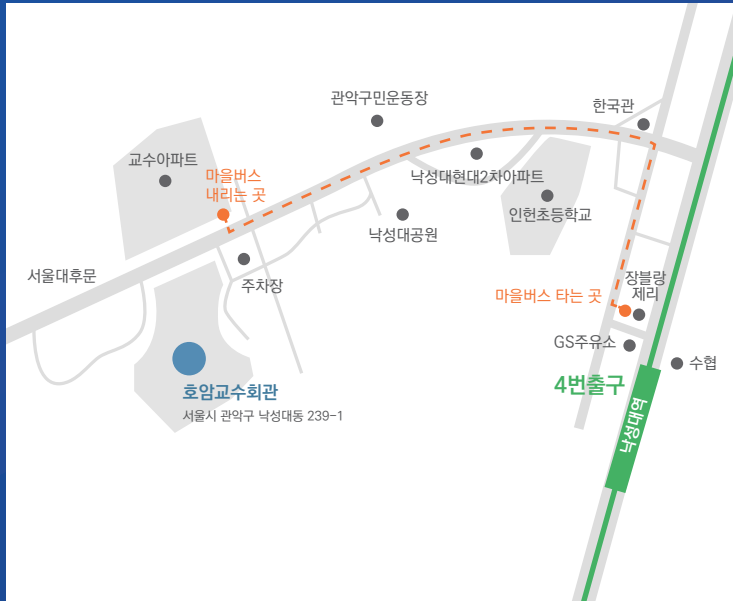 관악구민운동장
한국관
교수아파트
마을버스
내리는 곳
낙성대현대2차아파트
인헌초등학교
낙성대공원
서울대후문
주차장
장블랑
제리
마을버스 타는 곳
GS주유소
수협
4번출구
호암교수회관
서울시 관악구 낙성대동 239-1
낙성대역